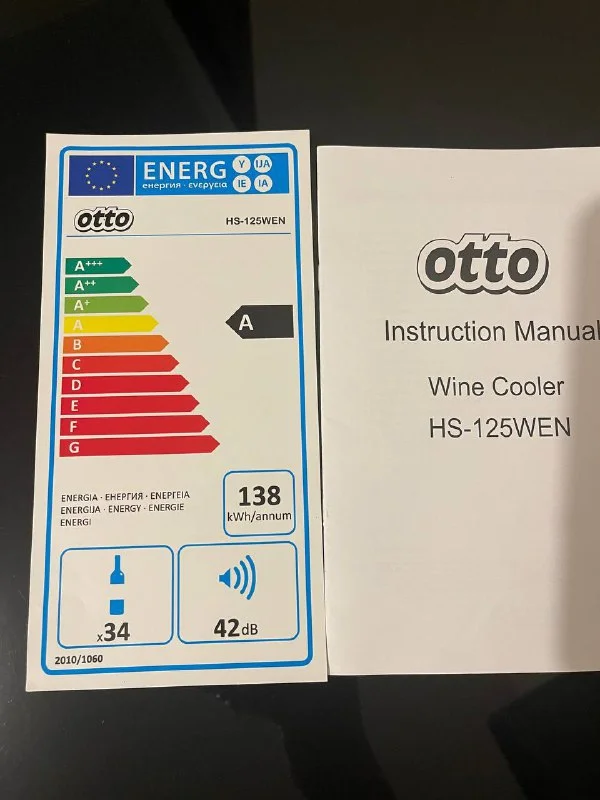 ENERG Y IJA
енергия · ενεργεια IE IA
otto HS-125WEN
A+++
A++
A+
A
B
C
D
E
F
G
A
ENERGIA · ЕНЕРГИЯ · ΕΝΕΡΓΕΙΑ
ENERGIJA · ENERGY · ENERGIE
ENERGI
138
kWh/annum
x34
42dB
2010/1060
otto
Instruction Manual
Wine Cooler
HS-125WEN